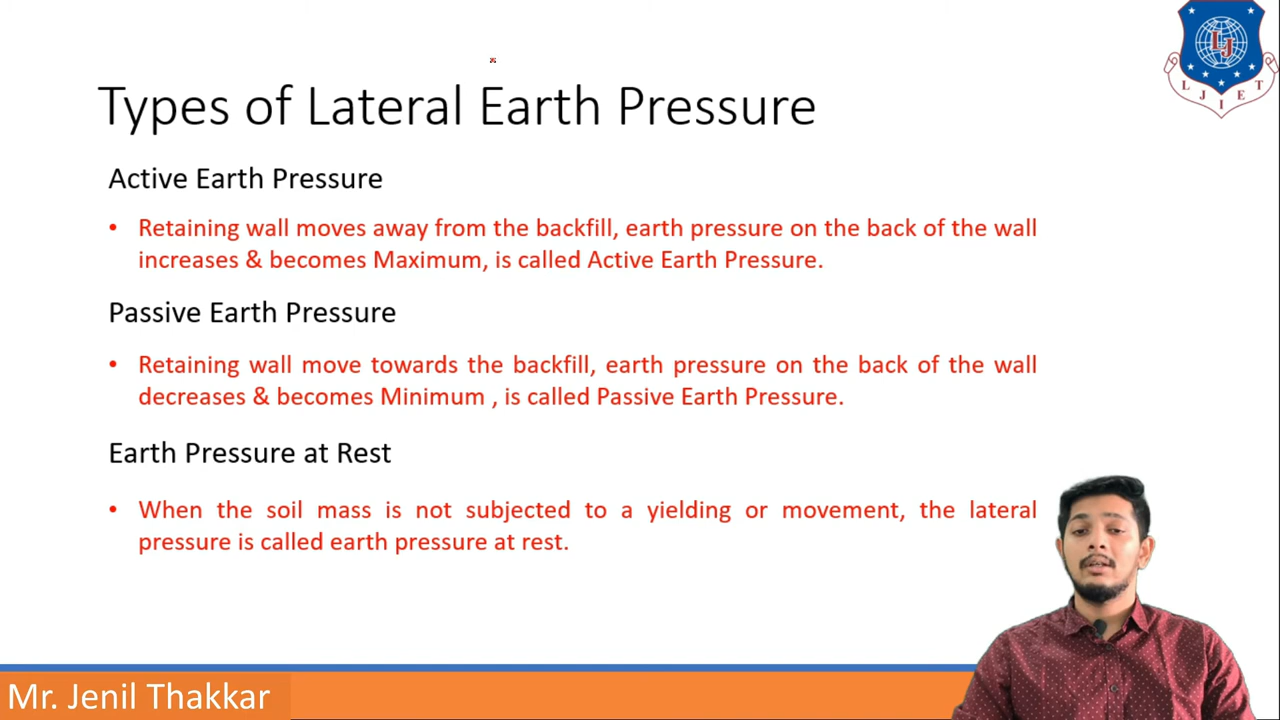 Types of Lateral Earth Pressure
Active Earth Pressure
• Retaining wall moves away from the backfill, earth pressure on the back of the wall
increases & becomes Maximum, is called Active Earth Pressure.
Passive Earth Pressure
• Retaining wall move towards the backfill, earth pressure on the back of the wall
decreases & becomes Minimum , is called Passive Earth Pressure.
Earth Pressure at Rest
• When the soil mass is not subjected to a yielding or movement, the lateral
pressure is called earth pressure at rest.
LJ
LJIET
Mr. Jenil Thakkar